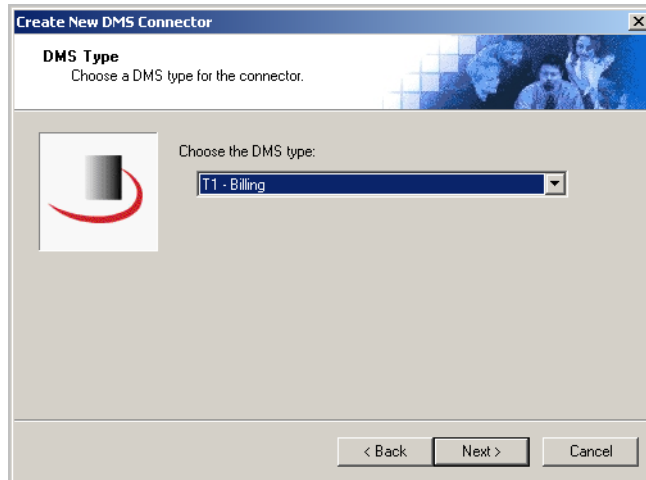 Create New DMS Connector
DMS Type
Choose a DMS type for the connector.
Choose the DMS type:
T1 - Billing
< Back Next > Cancel